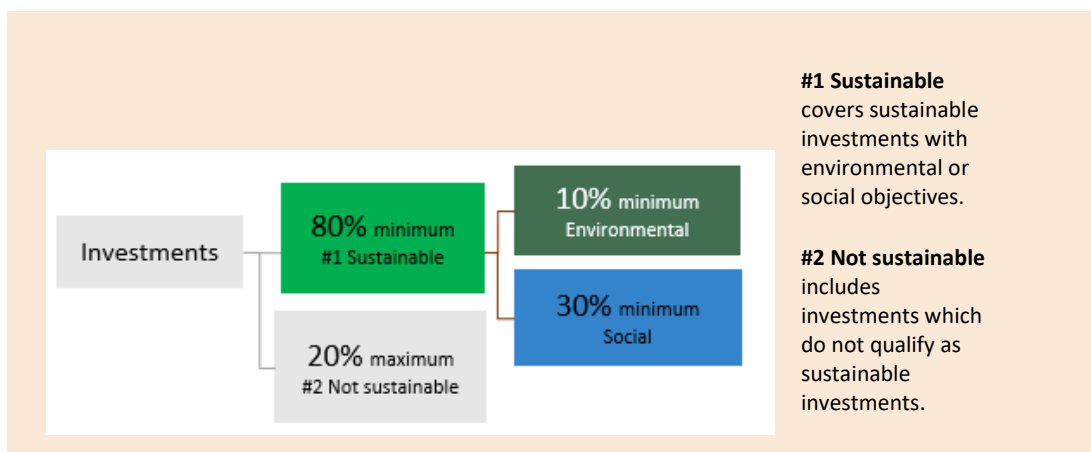 Investments
80% minimum
#1 Sustainable
20% maximum
#2 Not sustainable
10% minimum
Environmental
30% minimum
Social
#1 Sustainable
covers sustainable
investments with
environmental or
social objectives.
#2 Not sustainable
includes
investments which
do not qualify as
sustainable
investments.